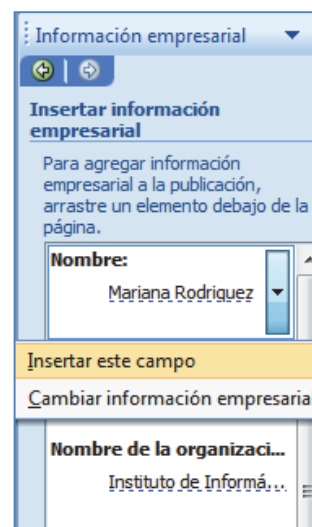 Información empresarial
Insertar información
empresarial
Para agregar información
empresarial a la publicación,
arrastre un elemento debajo de la
página.
Nombre:
Mariana Rodriguez
Insertar este campo
Cambiar información empresaria
Nombre de la organizaci...
Instituto de Informá...